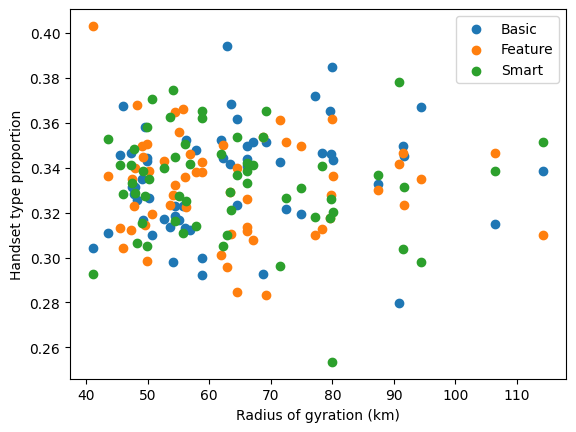 Basic
Feature
Smart
0.40
0.38
0.36
0.34
0.32
0.30
0.28
0.26
Handset type proportion
40 50 60 70 80 90 100 110
Radius of gyration (km)